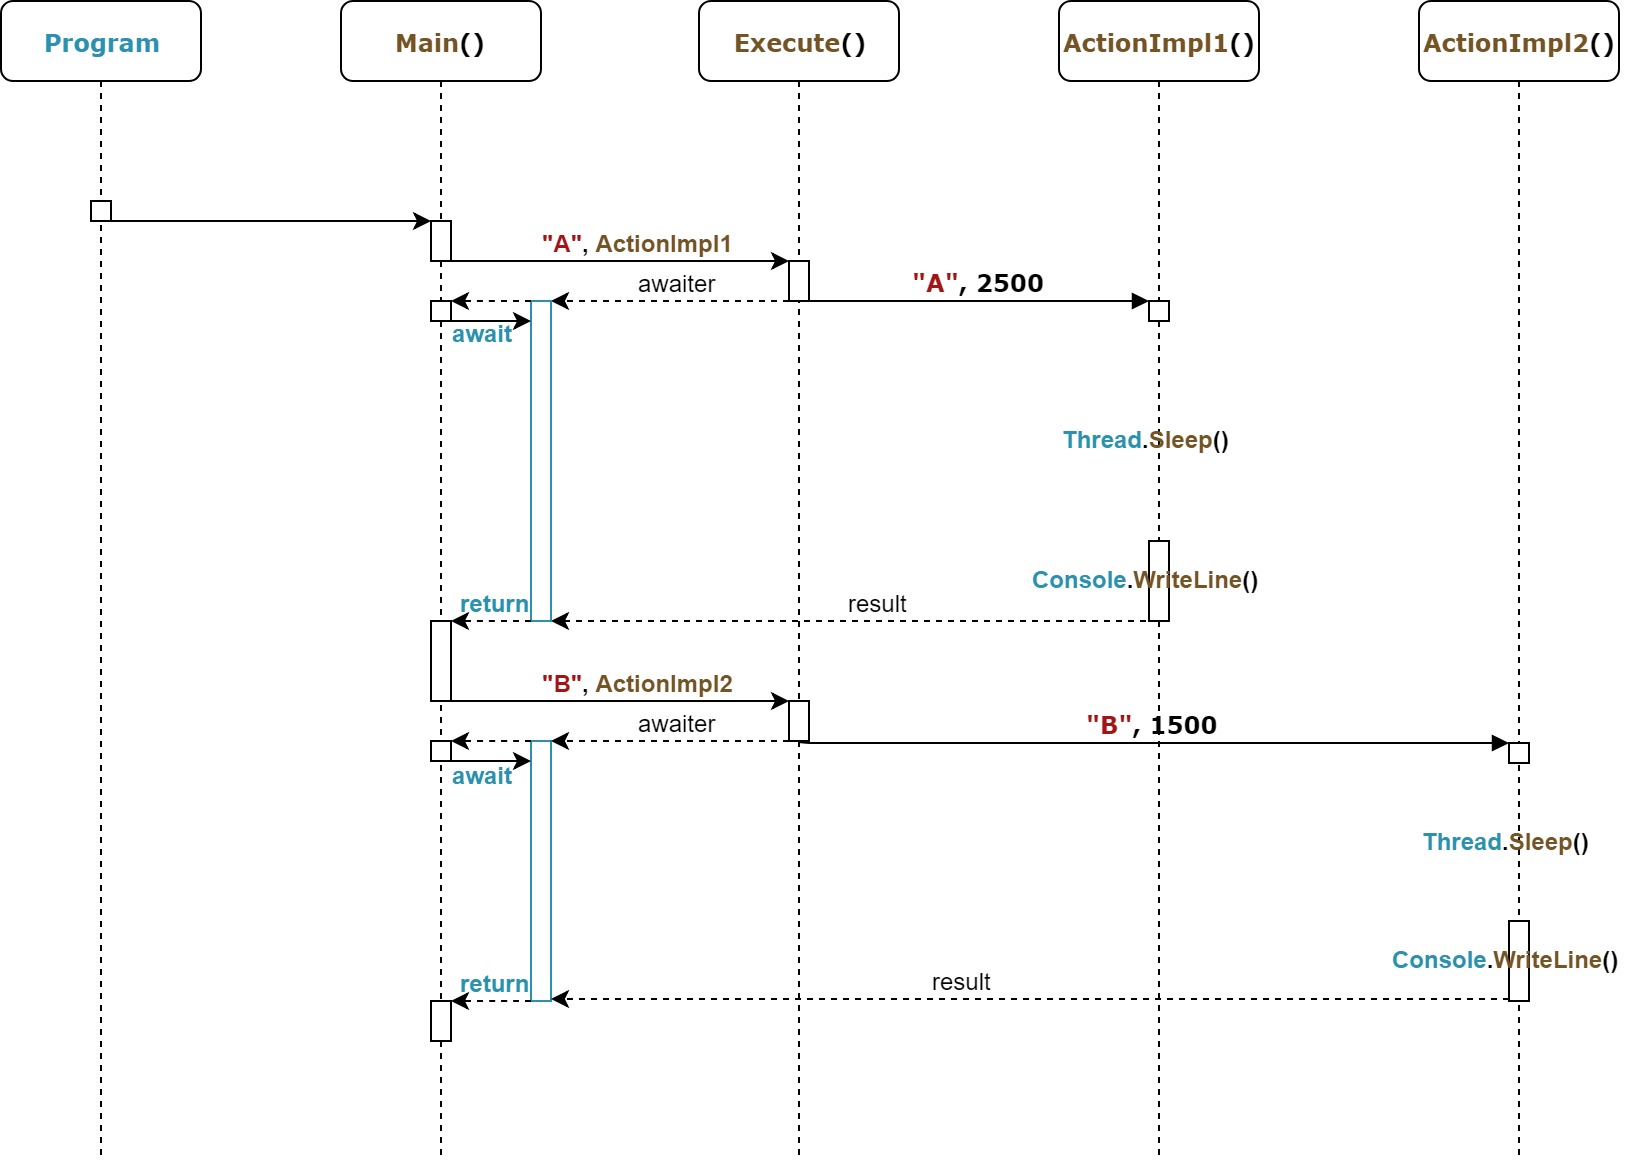 Program
Main()
Execute()
ActionImpl1()
ActionImpl2()
"A", ActionImpl1
awaiter
"A", 2500
await
Thread.Sleep()
Console.WriteLine()
return
result
"B", ActionImpl2
awaiter
"B", 1500
await
Thread.Sleep()
Console.WriteLine()
return
result